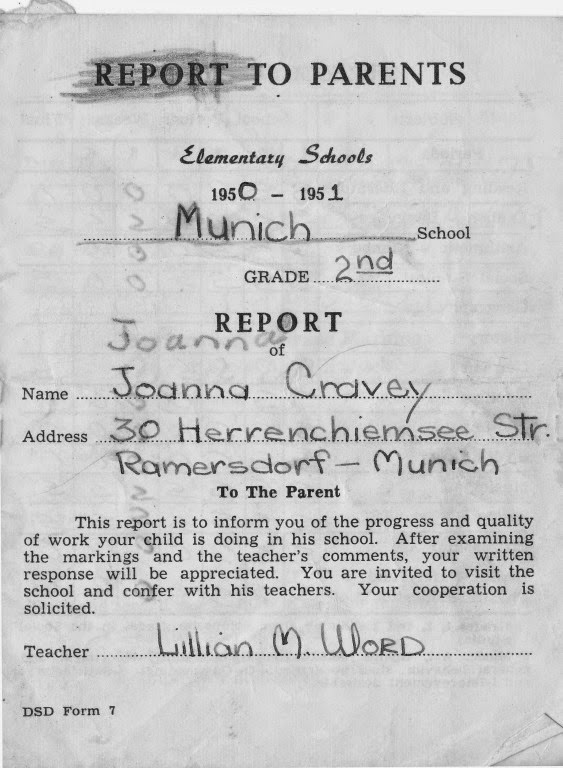 REPORT TO PARENTS
Elementary Schools
1950 - 1951
Munich School
GRADE 2nd
REPORT
Joanna
of
Name Joanna Cravey
Address 30 Herrenchiemsee Str.
Ramersdorf - Munich
To The Parent
This report is to inform you of the progress and quality
of work your child is doing in his school. After examining
the markings and the teacher's comments, your written
response will be appreciated. You are invited to visit the
school and confer with his teachers. Your cooperation is
solicited.
Teacher Lillian M. Word
DSD Form 7